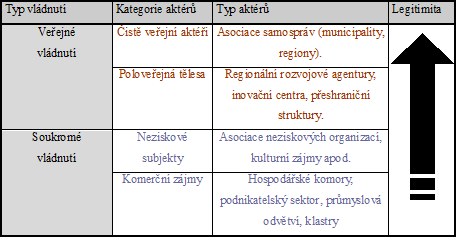 Typ vládnutí Kategorie aktérů Typ aktérů Legitimita
Veřejné Čistě veřejní aktéři Asociace samospráv (municipality,
vládnutí regiony).
Poloveřejná tělesa Regionální rozvojové agentury,
inovační centra, přeshraniční
struktury.
Soukromé Neziskové Asociace neziskových organizací,
vládnutí subjekty kulturní zájmy apod.
Komerční zájmy Hospodářské komory,
podnikatelský sektor, průmyslová
odvětví, klastry